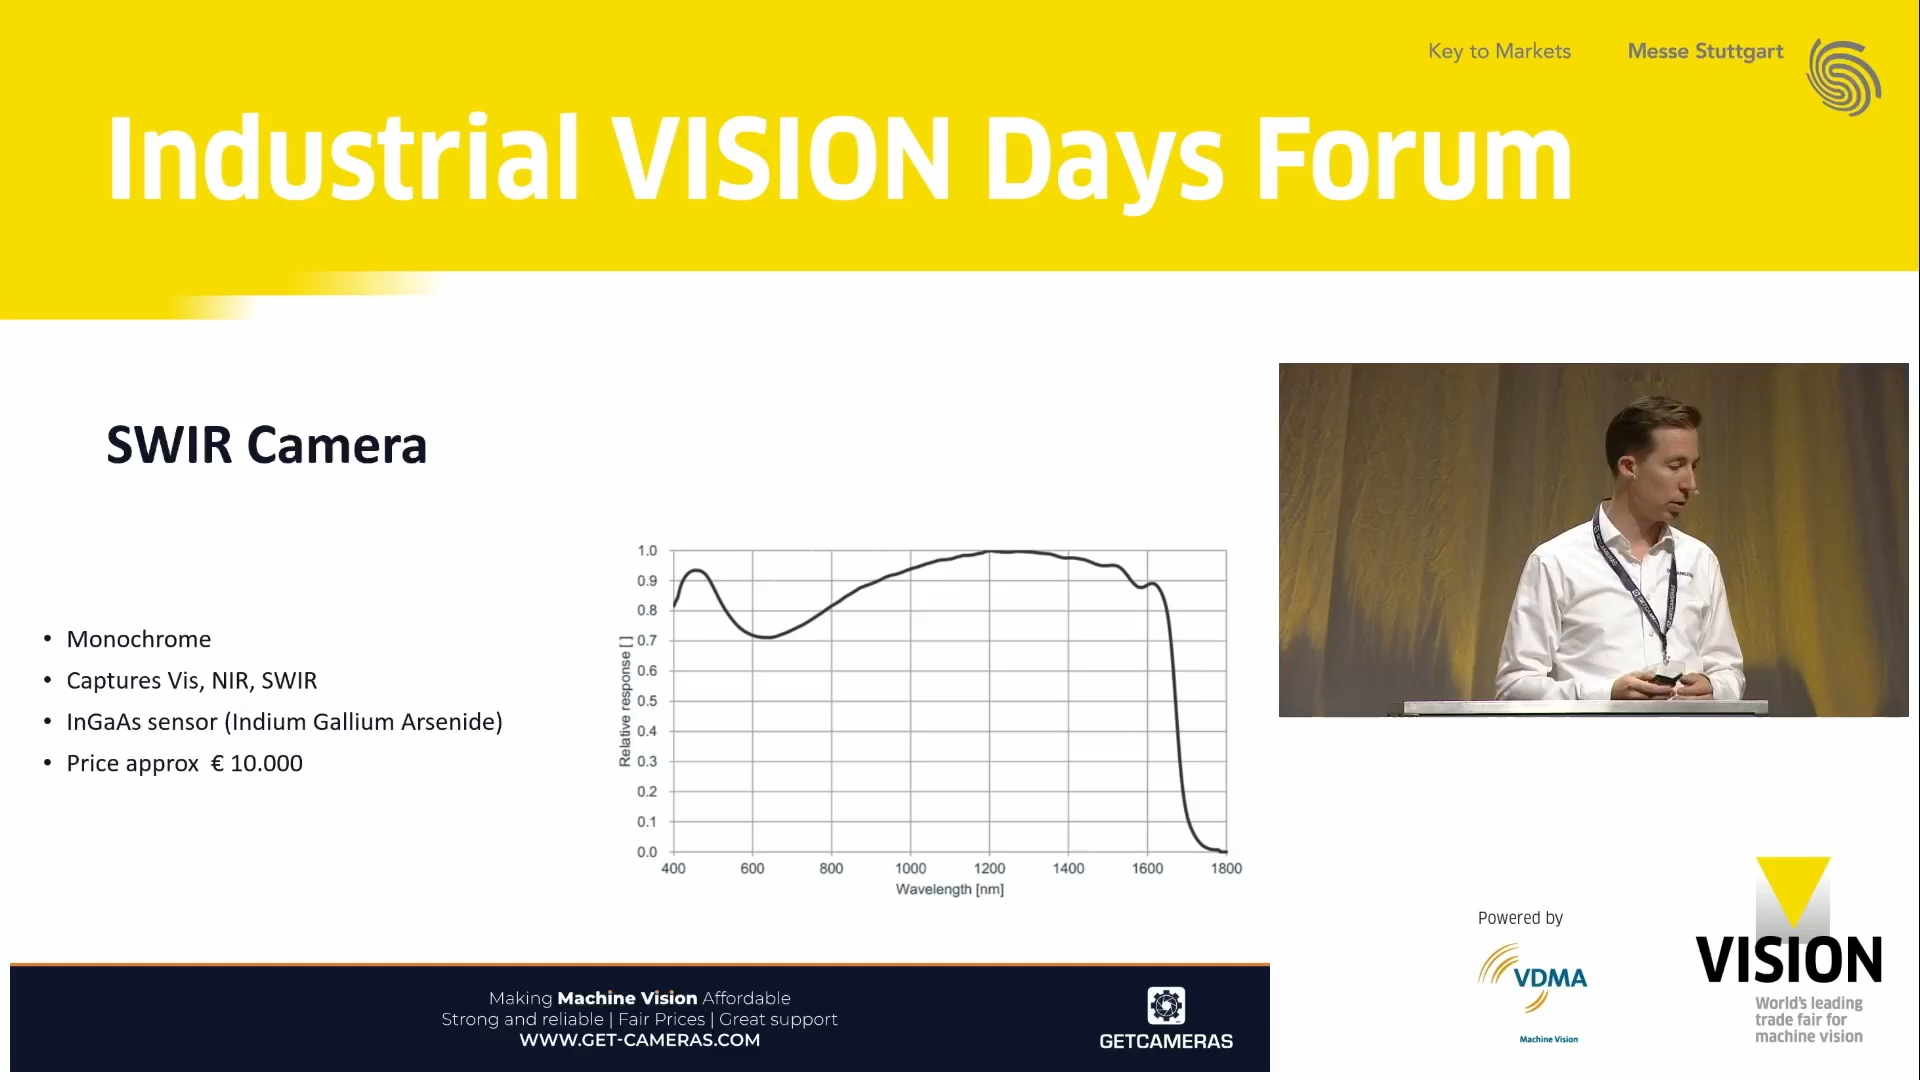 Key to Markets
Messe Stuttgart
Industrial VISION Days Forum
SWIR Camera
• Monochrome
• Captures Vis, NIR, SWIR
• InGaAs sensor (Indium Gallium Arsenide)
• Price approx € 10.000
Relative response [ ]
1.0
0.9
0.8
0.7
0.6
0.5
0.4
0.3
0.2
0.1
0.0
400 600 800 1000 1200 1400 1600 1800
Wavelength [nm]
Making Machine Vision Affordable
Strong and reliable | Fair Prices | Great support
WWW.GET-CAMERAS.COM
GETCAMERAS
Powered by
VDMA
Machine Vision
VISION
World's leading
trade fair for
machine vision